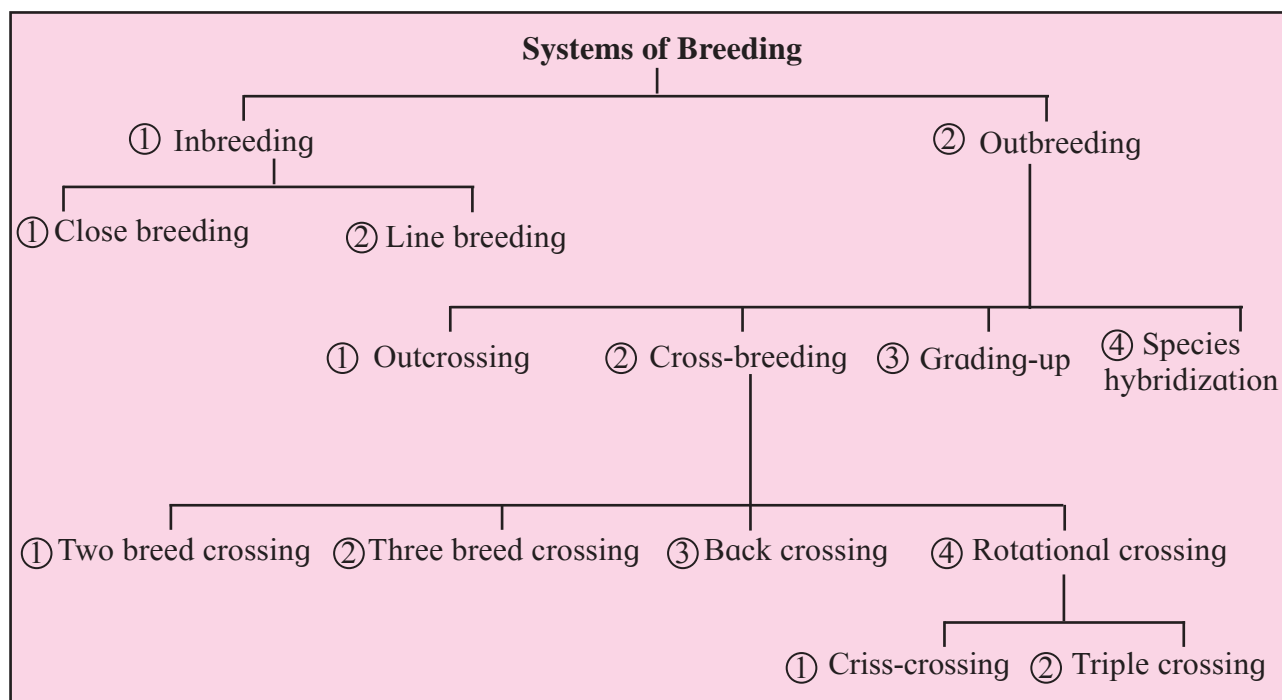 Systems of Breeding
① Inbreeding
② Outbreeding
① Close breeding
② Line breeding
① Outcrossing
② Cross-breeding
③ Grading-up
④ Species
hybridization
① Two breed crossing
② Three breed crossing
③ Back crossing
④ Rotational crossing
① Criss-crossing
② Triple crossing